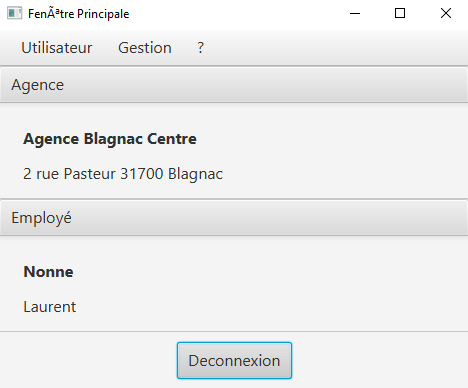 FenÃªtre Principale
Utilisateur Gestion ?
Agence
Agence Blagnac Centre
2 rue Pasteur 31700 Blagnac
Employé
Nonne
Laurent
Deconnexion